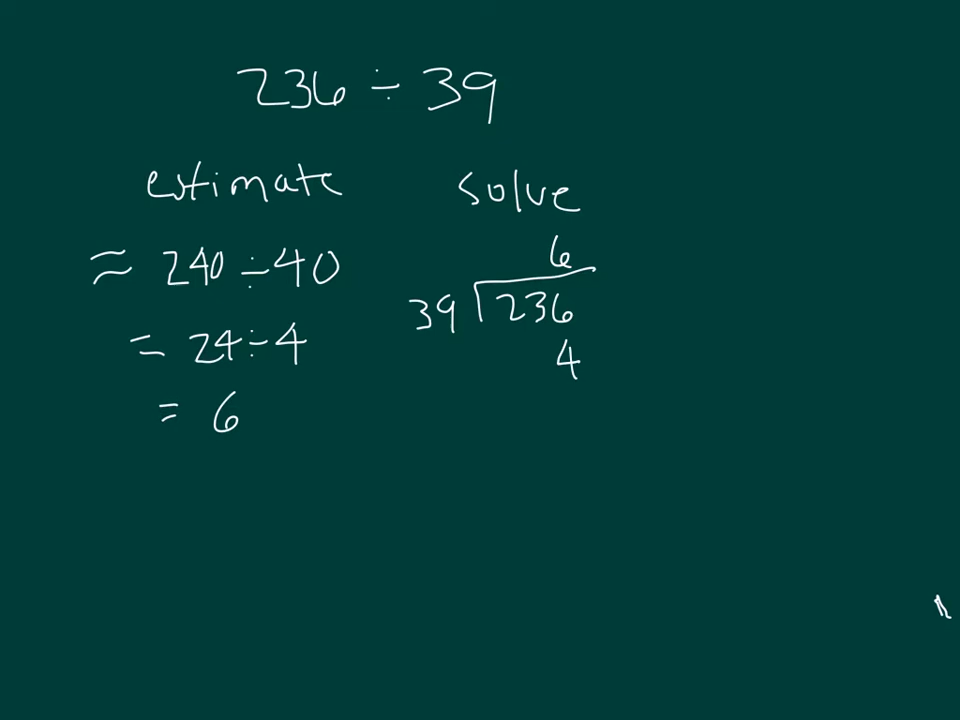 236 ÷ 39
estimate
≈ 240 ÷ 40
= 24 ÷ 4
= 6
solve
6
39 236
4